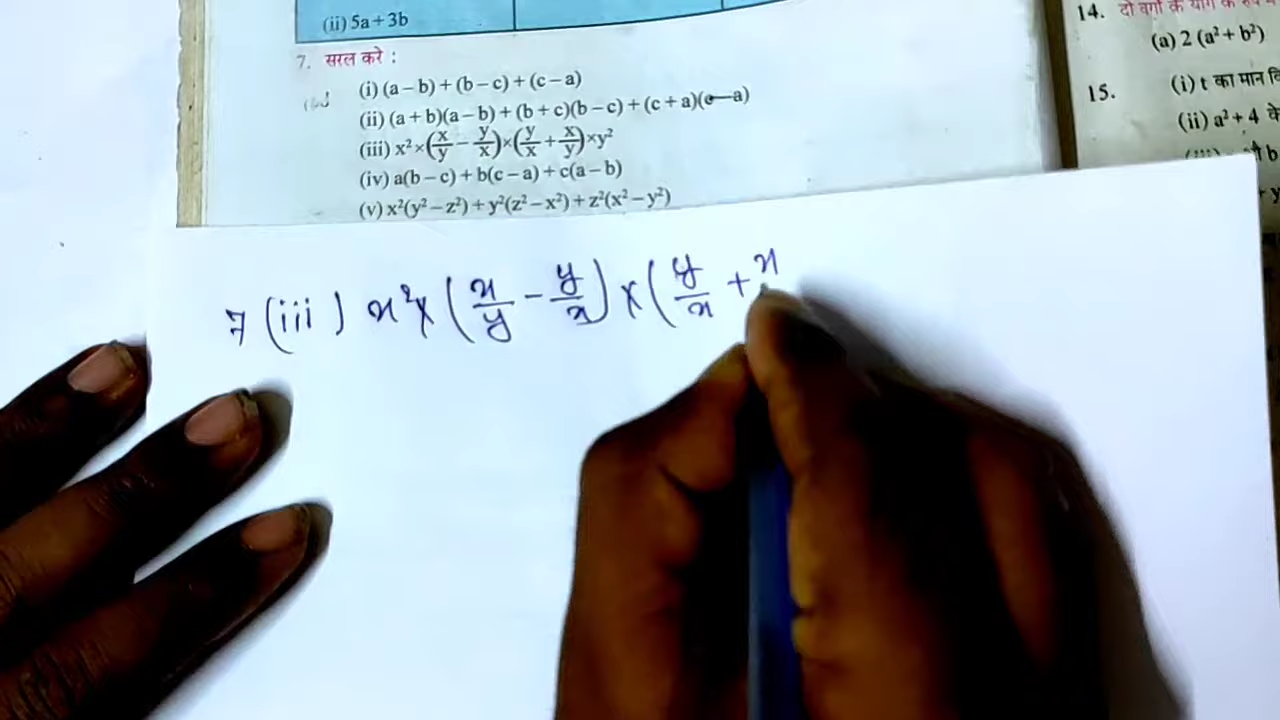 (ii) 5a + 3b
7. सरल करे :
(i) (a – b) + (b – c) + (c – a)
(ii) (a + b)(a – b) + (b + c)(b – c) + (c + a)(c – a)
(iii) x² × (x/y – y/x) × (y/x + x/y) × y²
(iv) a(b – c) + b(c – a) + c(a – b)
(v) x²(y² – z²) + y²(z² – x²) + z²(x² – y²)
14. दो वर्गों के योग के
(a) 2 (a² + b²)
15. (i) t का मान
(ii) a² + 4 के
7 (iii) x² × (x/y – y/x) × (y/x + x